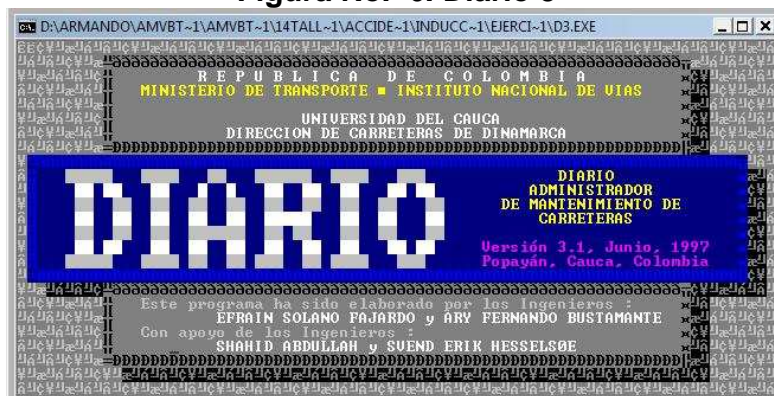 Figura No. 6. Diario 3
D:\ARMANDO\AMVBT~1\AMVBT~1\14TALL~1\ACCIDE~1\INDUCC~1\EJERCI~1\D3.EXE
REPUBLICA DE COLOMBIA
MINISTERIO DE TRANSPORTE ■ INSTITUTO NACIONAL DE VIAS
UNIVERSIDAD DEL CAUCA
DIRECCION DE CARRETERAS DE DINAMARCA
DIARIO
DIARIO
ADMINISTRADOR
DE MANTENIMIENTO DE
CARRETERAS
Versión 3.1, Junio, 1997
Popayán, Cauca, Colombia
Este programa ha sido elaborado por los Ingenieros :
EFRAIN SOLANO FAJARDO y ARY FERNANDO BUSTAMANTE
Con apoyo de los Ingenieros :
SHAHID ABDULLAH y SVEND ERIK HESSELSØE